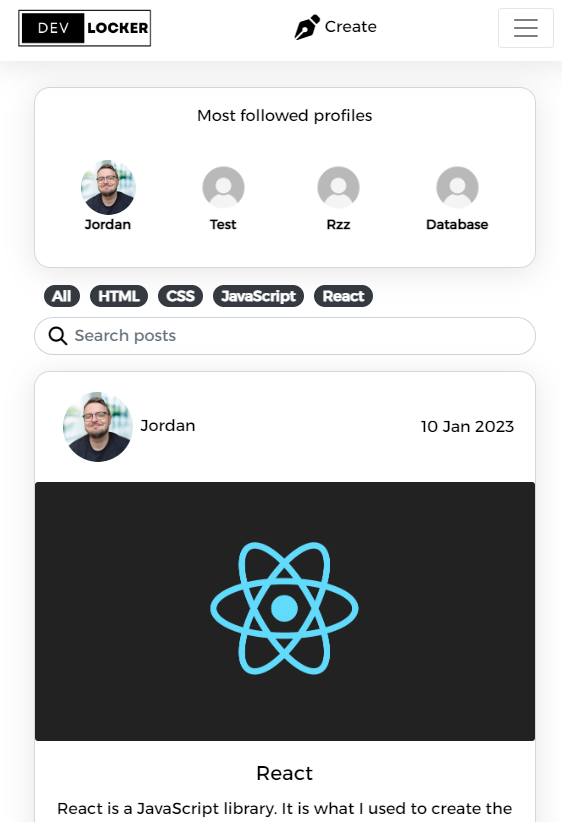 DEV LOCKER
Create
Most followed profiles
Jordan Test Rzz Database
All HTML CSS JavaScript React
Search posts
Jordan 10 Jan 2023
React
React is a JavaScript library. It is what I used to create the